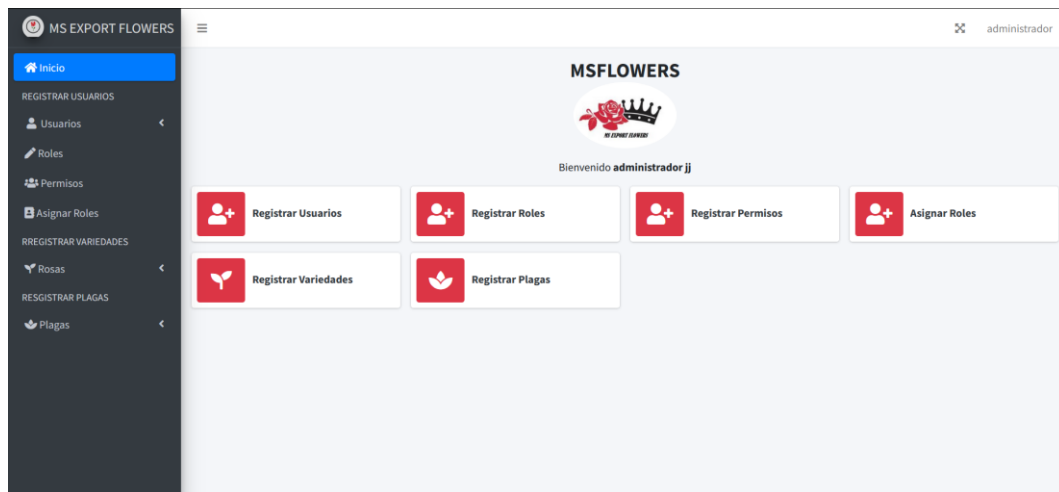 MS EXPORT FLOWERS
administrador
Inicio
REGISTRAR USUARIOS
Usuarios
Roles
Permisos
Asignar Roles
RREGISTRAR VARIEDADES
Rosas
RESGISTRAR PLAGAS
Plagas
MSFLOWERS
MS EXPORT FLOWERS
Bienvenido administrador jj
Registrar Usuarios
Registrar Roles
Registrar Permisos
Asignar Roles
Registrar Variedades
Registrar Plagas